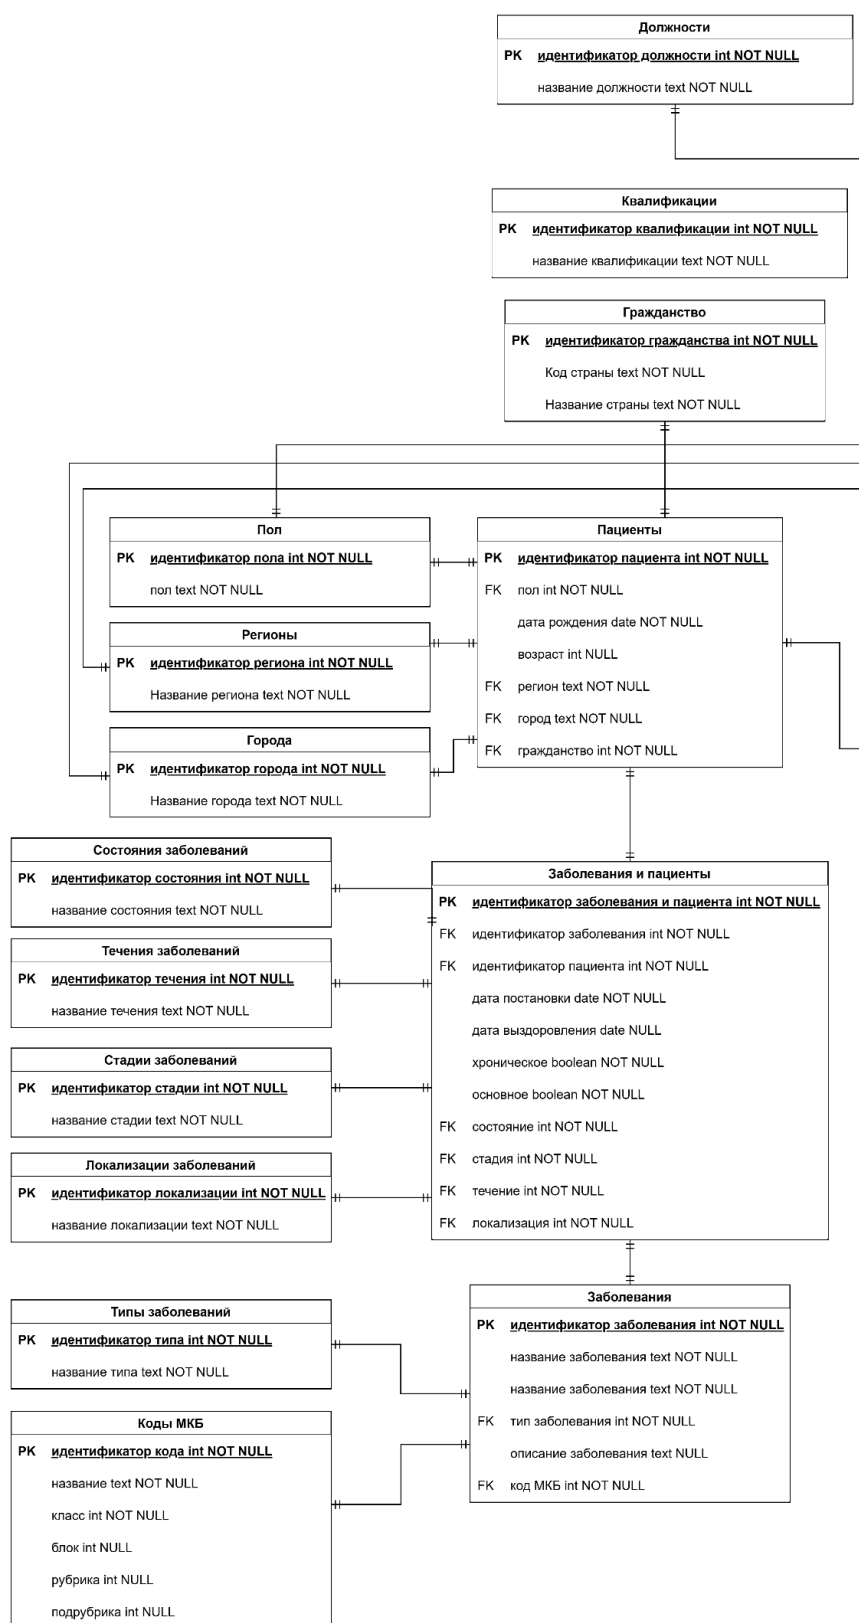 Должности
PK идентификатор должности int NOT NULL
название должности text NOT NULL
Квалификации
PK идентификатор квалификации int NOT NULL
название квалификации text NOT NULL
Гражданство
PK идентификатор гражданства int NOT NULL
Код страны text NOT NULL
Название страны text NOT NULL
Пол
PK идентификатор пола int NOT NULL
пол text NOT NULL
Регионы
PK идентификатор региона int NOT NULL
Название региона text NOT NULL
Города
PK идентификатор города int NOT NULL
Название города text NOT NULL
Пациенты
PK идентификатор пациента int NOT NULL
FK пол int NOT NULL
дата рождения date NOT NULL
возраст int NULL
FK регион text NOT NULL
FK город text NOT NULL
FK гражданство int NOT NULL
Состояния заболеваний
PK идентификатор состояния int NOT NULL
название состояния text NOT NULL
Течения заболеваний
PK идентификатор течения int NOT NULL
название течения text NOT NULL
Стадии заболеваний
PK идентификатор стадии int NOT NULL
название стадии text NOT NULL
Локализации заболеваний
PK идентификатор локализации int NOT NULL
название локализации text NOT NULL
Заболевания и пациенты
PK идентификатор заболевания и пациента int NOT NULL
FK идентификатор заболевания int NOT NULL
FK идентификатор пациента int NOT NULL
дата постановки date NOT NULL
дата выздоровления date NULL
хроническое boolean NOT NULL
основное boolean NOT NULL
FK состояние int NOT NULL
FK стадия int NOT NULL
FK течение int NOT NULL
FK локализация int NOT NULL
Типы заболеваний
PK идентификатор типа int NOT NULL
название типа text NOT NULL
Коды МКБ
PK идентификатор кода int NOT NULL
название text NOT NULL
класс int NOT NULL
блок int NULL
рубрика int NULL
подрубрика int NULL
Заболевания
PK идентификатор заболевания int NOT NULL
название заболевания text NOT NULL
название заболевания text NOT NULL
FK тип заболевания int NOT NULL
описание заболевания text NULL
FK код МКБ int NOT NULL